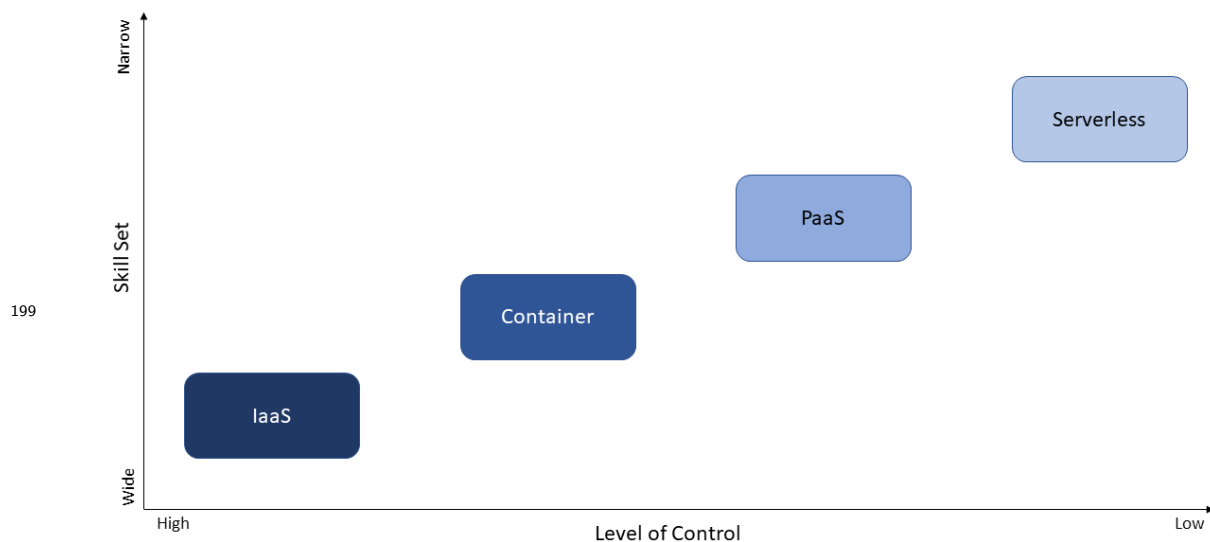 Narrow
Serverless
PaaS
Skill Set
199
Container
IaaS
Wide
High
Level of Control
Low